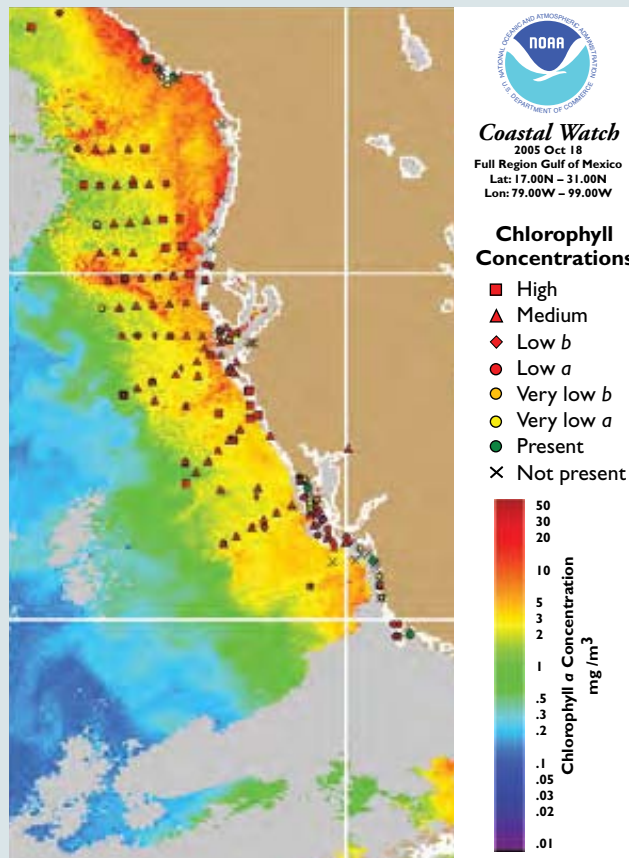 NATIONAL OCEANIC AND ATMOSPHERIC ADMINISTRATION
NOAA
U.S. DEPARTMENT OF COMMERCE
Coastal Watch
2005 Oct 18
Full Region Gulf of Mexico
Lat: 17.00N – 31.00N
Lon: 79.00W – 99.00W
Chlorophyll
Concentrations
High
Medium
Low b
Low a
Very low b
Very low a
Present
Not present
50
30
20
10
5
3
2
1
.5
.3
.2
.1
.05
.03
.02
.01
Chlorophyll a Concentration
mg /m³